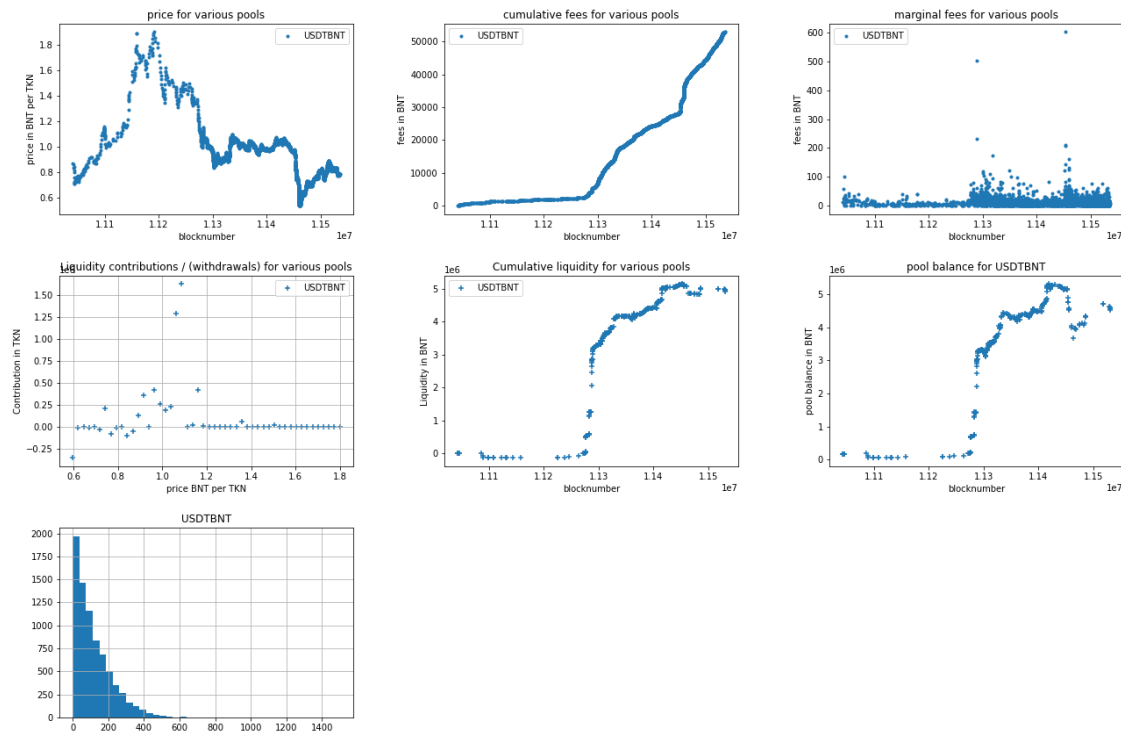 price for various pools
USDTBNT
price in BNT per TKN
1.8
1.6
1.4
1.2
1.0
0.8
0.6
1.11 1.12 1.13 1.14 1.15
blocknumber 1e7
cumulative fees for various pools
USDTBNT
fees in BNT
50000
40000
30000
20000
10000
0
1.11 1.12 1.13 1.14 1.15
blocknumber 1e7
marginal fees for various pools
USDTBNT
fees in BNT
600
500
400
300
200
100
0
1.11 1.12 1.13 1.14 1.15
blocknumber 1e7
Liquidity contributions / (withdrawals) for various pools
USDTBNT
Contribution in TKN
1.50
1.25
1.00
0.75
0.50
0.25
0.00
−0.25
0.6 0.8 1.0 1.2 1.4 1.6 1.8
price BNT per TKN
Cumulative liquidity for various pools
1e6
USDTBNT
Liquidity in BNT
5
4
3
2
1
0
1.11 1.12 1.13 1.14 1.15
blocknumber 1e7
pool balance for USDTBNT
1e6
pool balance in BNT
5
4
3
2
1
0
1.11 1.12 1.13 1.14 1.15
blocknumber 1e7
USDTBNT
2000
1750
1500
1250
1000
750
500
250
0
0 200 400 600 800 1000 1200 1400